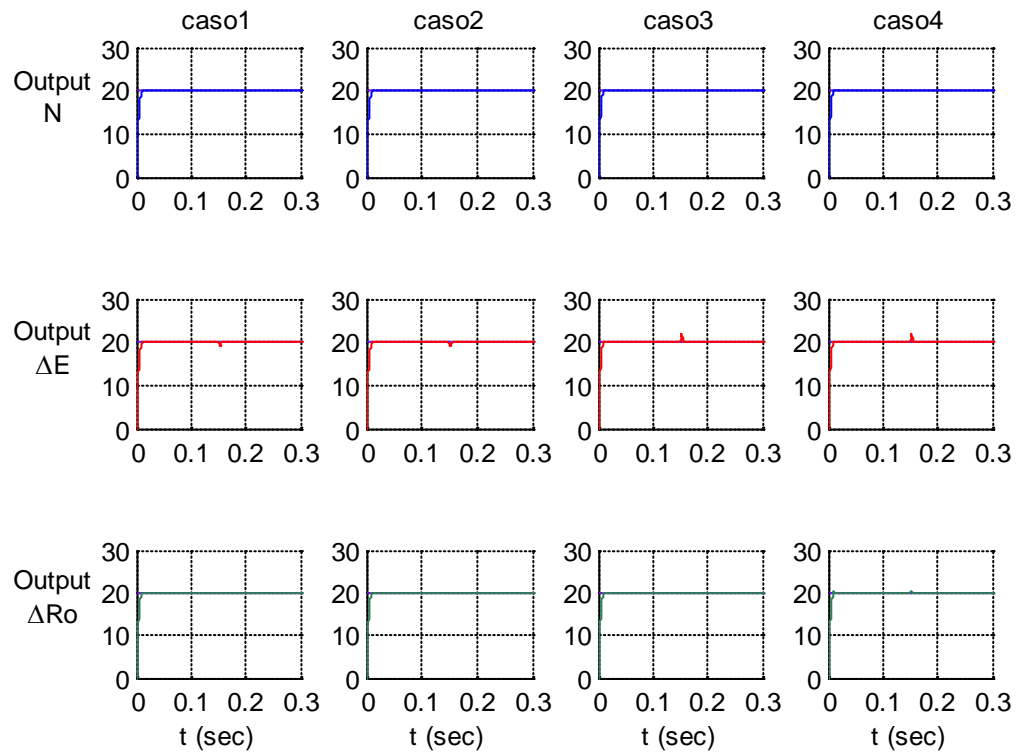 caso1 caso2 caso3 caso4
30 30 30 30
Output
N
20 20 20 20
10 10 10 10
0 0 0 0
0 0.1 0.2 0.3 0 0.1 0.2 0.3 0 0.1 0.2 0.3 0 0.1 0.2 0.3
30 30 30 30
Output
ΔE
20 20 20 20
10 10 10 10
0 0 0 0
0 0.1 0.2 0.3 0 0.1 0.2 0.3 0 0.1 0.2 0.3 0 0.1 0.2 0.3
30 30 30 30
Output
ΔRo
20 20 20 20
10 10 10 10
0 0 0 0
0 0.1 0.2 0.3 0 0.1 0.2 0.3 0 0.1 0.2 0.3 0 0.1 0.2 0.3
t (sec) t (sec) t (sec) t (sec)